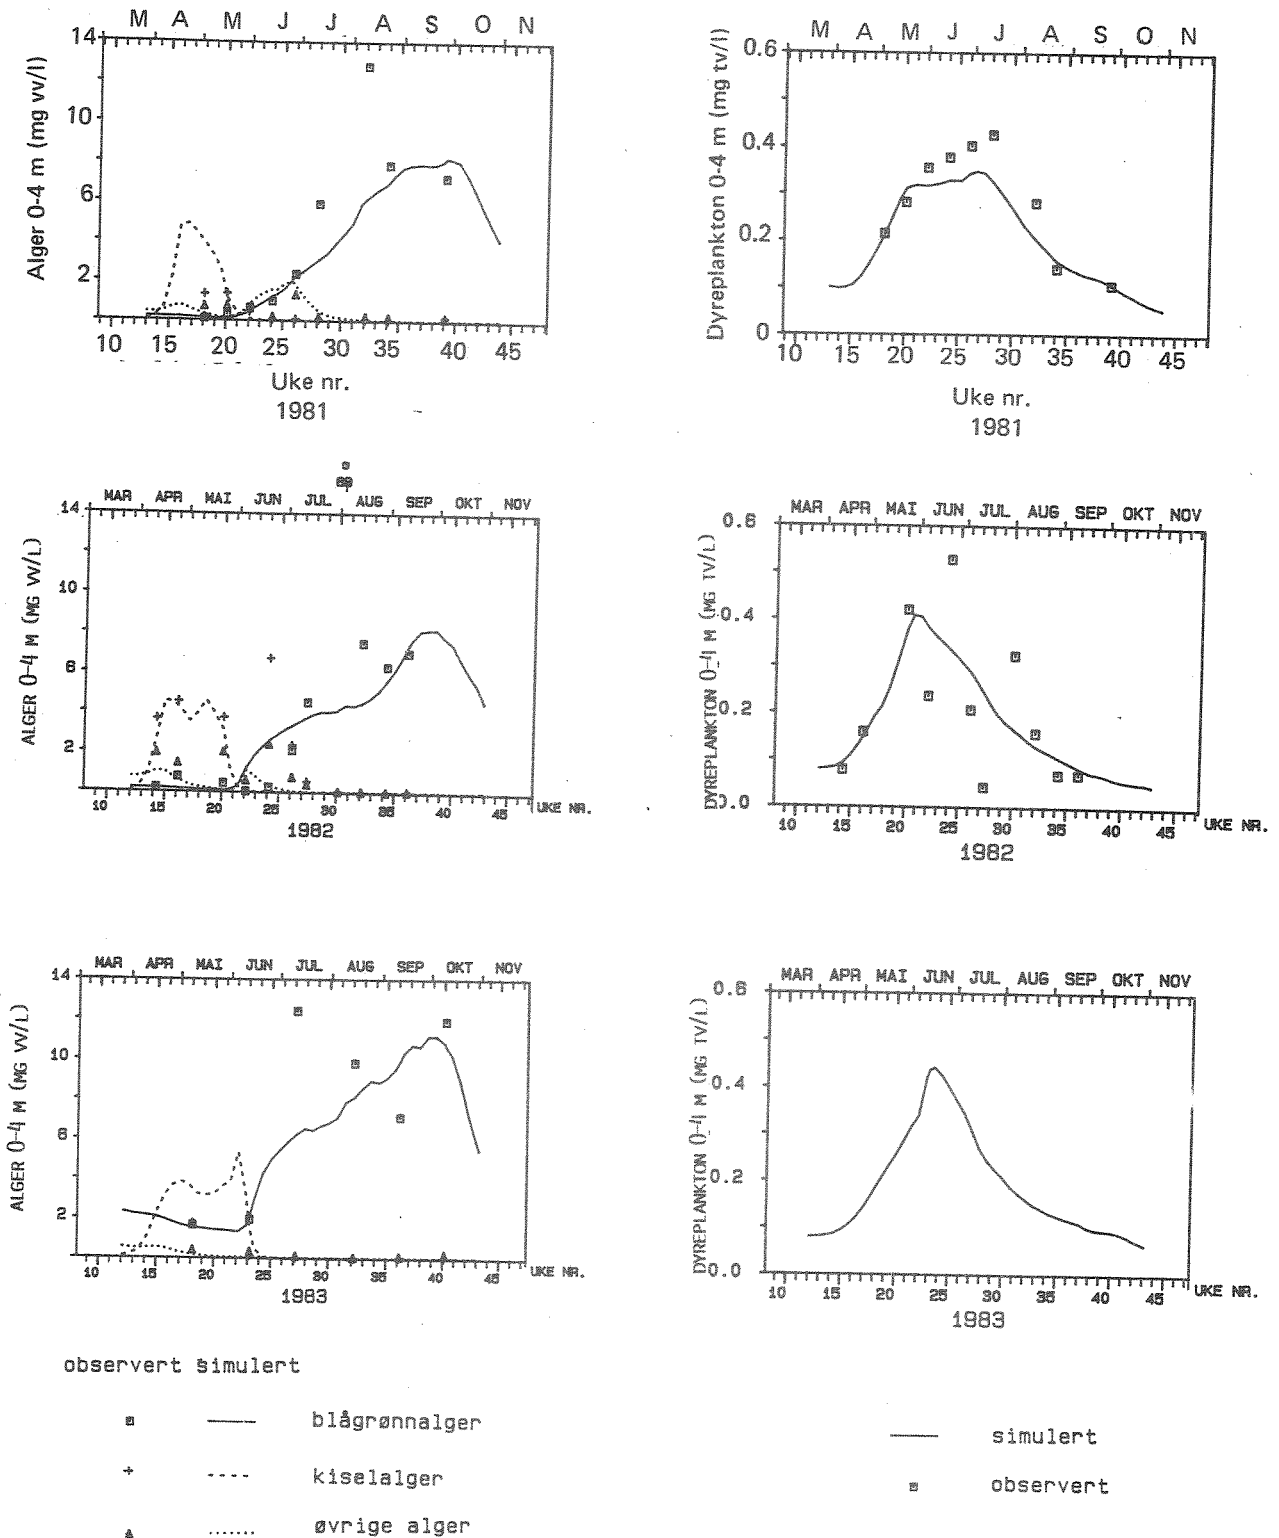 M A M J J A S O N
14
10
6
2
Alger 0-4 m (mg vv/l)
10 15 20 25 30 35 40 45
Uke nr.
1981
M A M J J A S O N
0.6
0.4
0.2
0
Dyreplankton 0-4 m (mg tv/l)
10 15 20 25 30 35 40 45
Uke nr.
1981
MAR APR MAI JUN JUL AUG SEP OKT NOV
14
10
6
2
ALGER 0-4 M (MG VV/L)
10 15 20 25 30 35 40 45 UKE NR.
1982
MAR APR MAI JUN JUL AUG SEP OKT NOV
0.6
0.4
0.2
0.0
DYREPLANKTON 0-4 M (MG TV/L)
10 15 20 25 30 35 40 45 UKE NR.
1982
MAR APR MAI JUN JUL AUG SEP OKT NOV
14
10
6
2
ALGER 0-4 M (MG VV/L)
10 15 20 25 30 35 40 45 UKE NR.
1983
MAR APR MAI JUN JUL AUG SEP OKT NOV
0.6
0.4
0.2
0.0
DYREPLANKTON 0-4 M (MG TV/L)
10 15 20 25 30 35 40 45 UKE NR.
1983
observert simulert
blågrønnalger
kiselalger
øvrige alger
simulert
observert